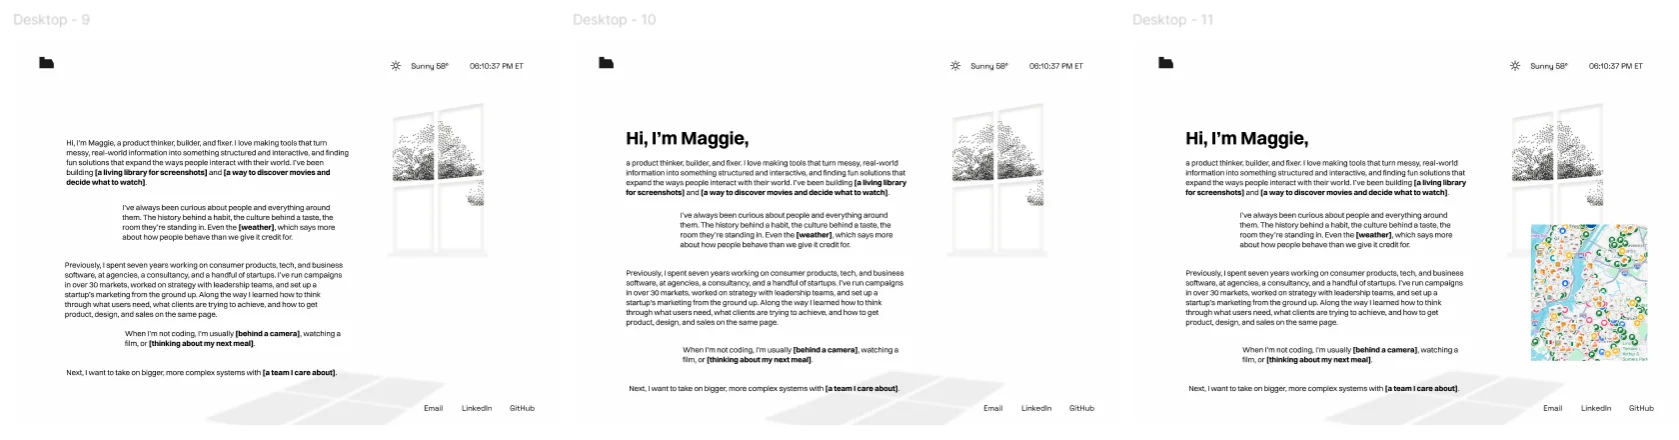 Desktop - 9
Sunny 58° 06:10:37 PM ET
Hi, I'm Maggie, a product thinker, builder, and fixer. I love making tools that turn
messy, real-world information into something structured and interactive, and finding
fun solutions that expand the ways people interact with their world. I've been
building [a living library for screenshots] and [a way to discover movies and
decide what to watch].
I've always been curious about people and everything around
them. The history behind a habit, the culture behind a taste, the
room they're standing in. Even the [weather], which says more
about how people behave than we give it credit for.
Previously, I spent seven years working on consumer products, tech, and business
software, at agencies, a consultancy, and a handful of startups. I've run campaigns
in over 30 markets, worked on strategy with leadership teams, and set up a
startup's marketing from the ground up. Along the way I learned how to think
through what users need, what clients are trying to achieve, and how to get
product, design, and sales on the same page.
When I'm not coding, I'm usually [behind a camera], watching a
film, or [thinking about my next meal].
Next, I want to take on bigger, more complex systems with [a team I care about].
Email LinkedIn GitHub
Desktop - 10
Sunny 58° 06:10:37 PM ET
Hi, I'm Maggie,
a product thinker, builder, and fixer. I love making tools that turn messy, real-world
information into something structured and interactive, and finding fun solutions that
expand the ways people interact with their world. I've been building [a living library
for screenshots] and [a way to discover movies and decide what to watch].
I've always been curious about people and everything around
them. The history behind a habit, the culture behind a taste, the
room they're standing in. Even the [weather], which says more
about how people behave than we give it credit for.
Previously, I spent seven years working on consumer products, tech, and business
software, at agencies, a consultancy, and a handful of startups. I've run campaigns
in over 30 markets, worked on strategy with leadership teams, and set up a
startup's marketing from the ground up. Along the way I learned how to think
through what users need, what clients are trying to achieve, and how to get
product, design, and sales on the same page.
When I'm not coding, I'm usually [behind a camera], watching a
film, or [thinking about my next meal].
Next, I want to take on bigger, more complex systems with [a team I care about].
Email LinkedIn GitHub
Desktop - 11
Sunny 58° 06:10:37 PM ET
Hi, I'm Maggie,
a product thinker, builder, and fixer. I love making tools that turn messy, real-world
information into something structured and interactive, and finding fun solutions that
expand the ways people interact with their world. I've been building [a living library
for screenshots] and [a way to discover movies and decide what to watch].
I've always been curious about people and everything around
them. The history behind a habit, the culture behind a taste, the
room they're standing in. Even the [weather], which says more
about how people behave than we give it credit for.
Previously, I spent seven years working on consumer products, tech, and business
software, at agencies, a consultancy, and a handful of startups. I've run campaigns
in over 30 markets, worked on strategy with leadership teams, and set up a
startup's marketing from the ground up. Along the way I learned how to think
through what users need, what clients are trying to achieve, and how to get
product, design, and sales on the same page.
When I'm not coding, I'm usually [behind a camera], watching a
film, or [thinking about my next meal].
Next, I want to take on bigger, more complex systems with [a team I care about].
Email LinkedIn GitHub